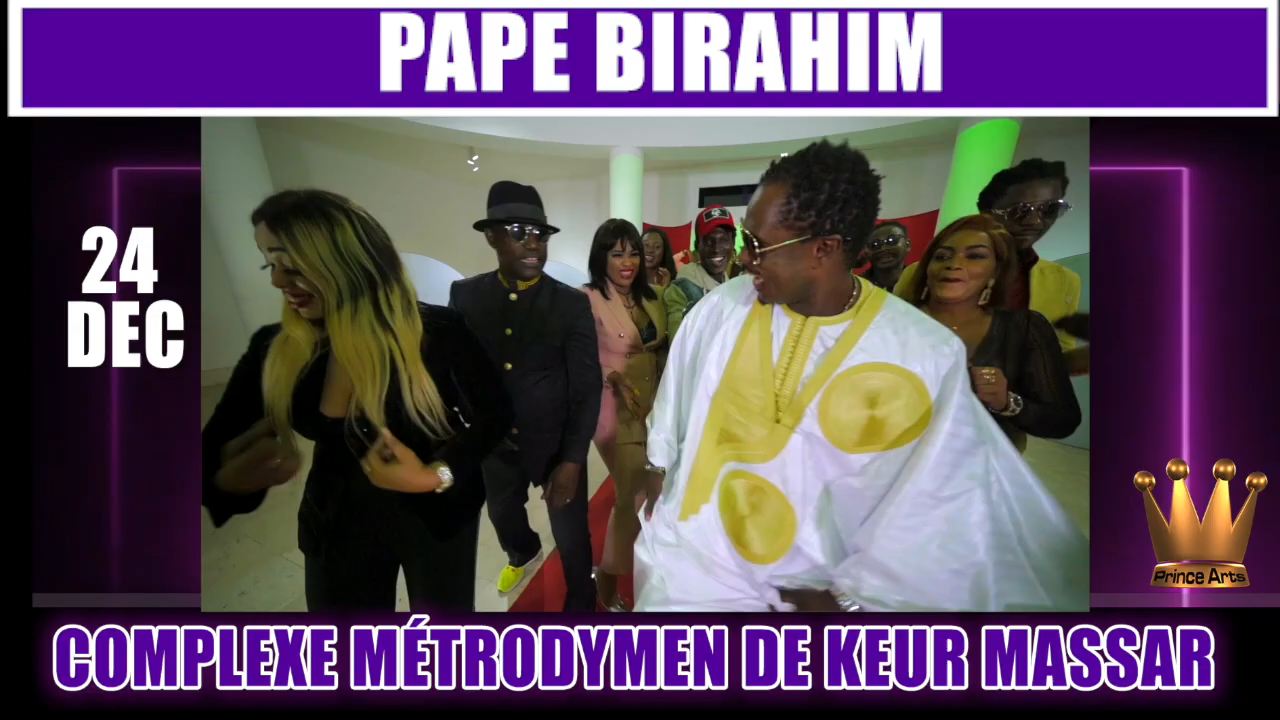 PAPE BIRAHIM
24
DEC
Prince Arts
COMPLEXE MÉTRODYMEN DE KEUR MASSAR